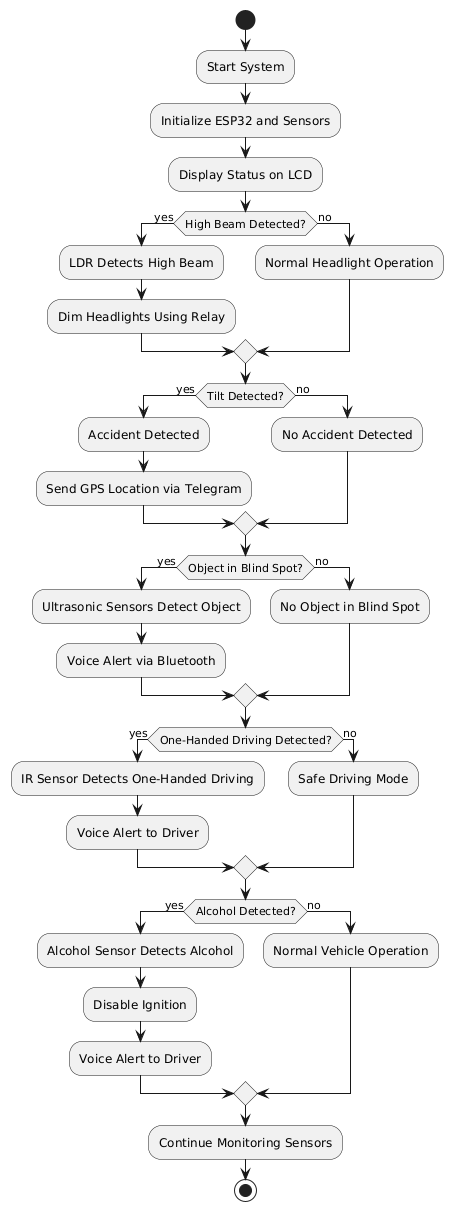 Start System
Initialize ESP32 and Sensors
Display Status on LCD
yes
High Beam Detected?
no
LDR Detects High Beam
Normal Headlight Operation
Dim Headlights Using Relay
yes
Tilt Detected?
no
Accident Detected
No Accident Detected
Send GPS Location via Telegram
yes
Object in Blind Spot?
no
Ultrasonic Sensors Detect Object
No Object in Blind Spot
Voice Alert via Bluetooth
yes
One-Handed Driving Detected?
no
IR Sensor Detects One-Handed Driving
Safe Driving Mode
Voice Alert to Driver
yes
Alcohol Detected?
no
Alcohol Sensor Detects Alcohol
Normal Vehicle Operation
Disable Ignition
Voice Alert to Driver
Continue Monitoring Sensors